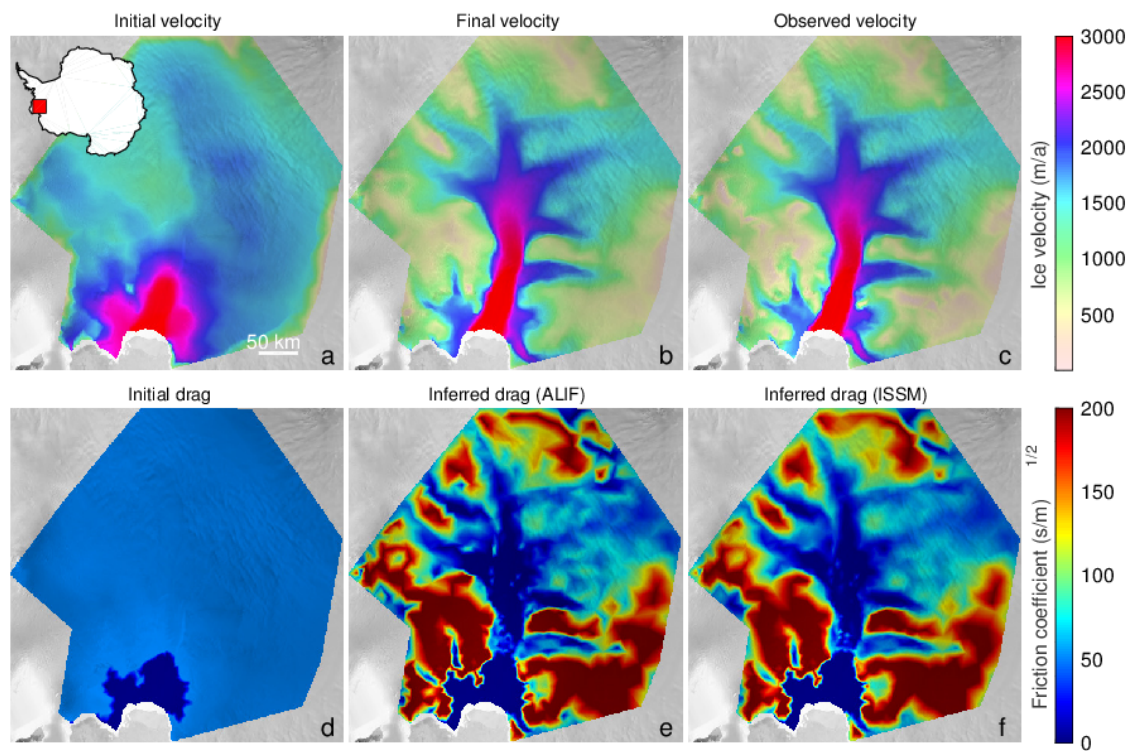 Initial velocity
Final velocity
Observed velocity
50 km
a
b
c
3000
2500
2000
1500
1000
500
Ice velocity (m/a)
Initial drag
Inferred drag (ALIF)
Inferred drag (ISSM)
d
e
f
200
150
100
50
0
Friction coefficient (s/m) 1/2